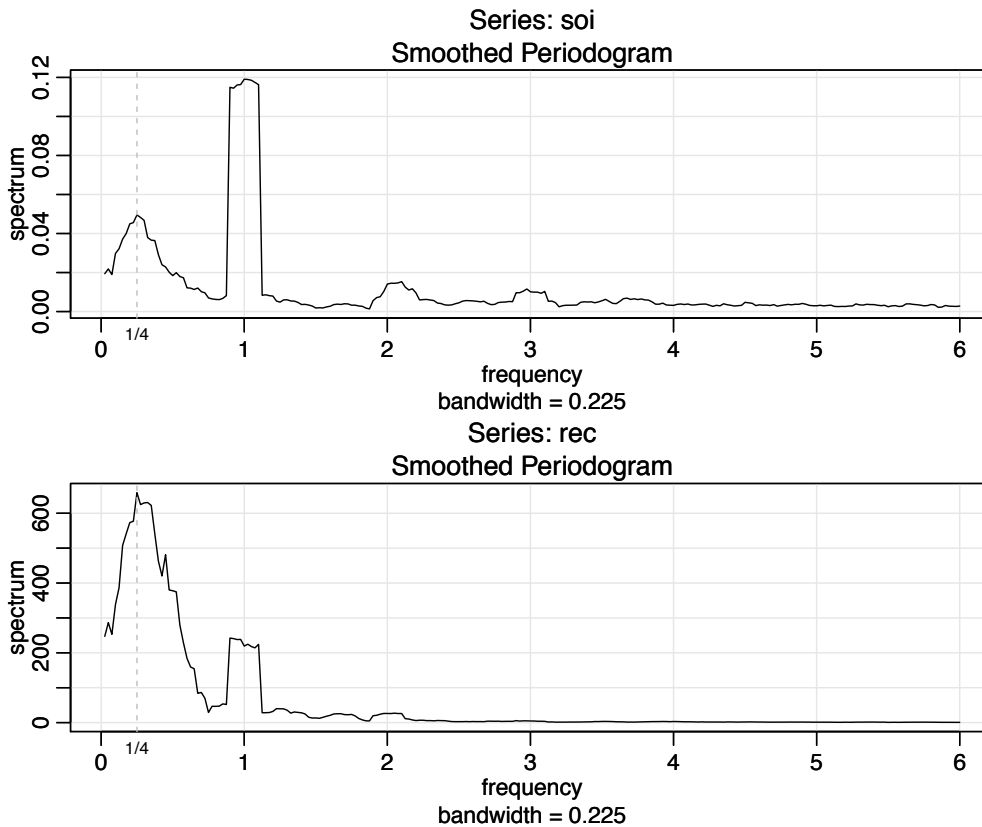 Series: soi
Smoothed Periodogram
spectrum
0.00 0.04 0.08 0.12
0 1/4 1 2 3 4 5 6
frequency
bandwidth = 0.225
Series: rec
Smoothed Periodogram
spectrum
0 200 400 600
0 1/4 1 2 3 4 5 6
frequency
bandwidth = 0.225